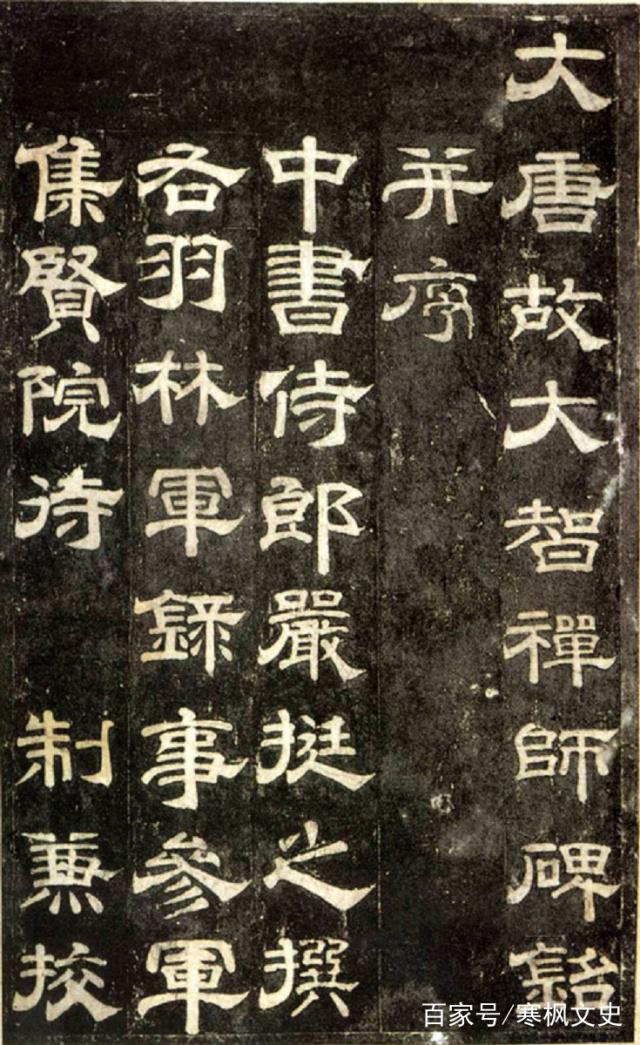 大唐故大智禪師碑銘
并序
中書侍郎嚴挺之撰
右羽林軍錄事參軍
集賢院待制兼挍
百家号/寒枫文史